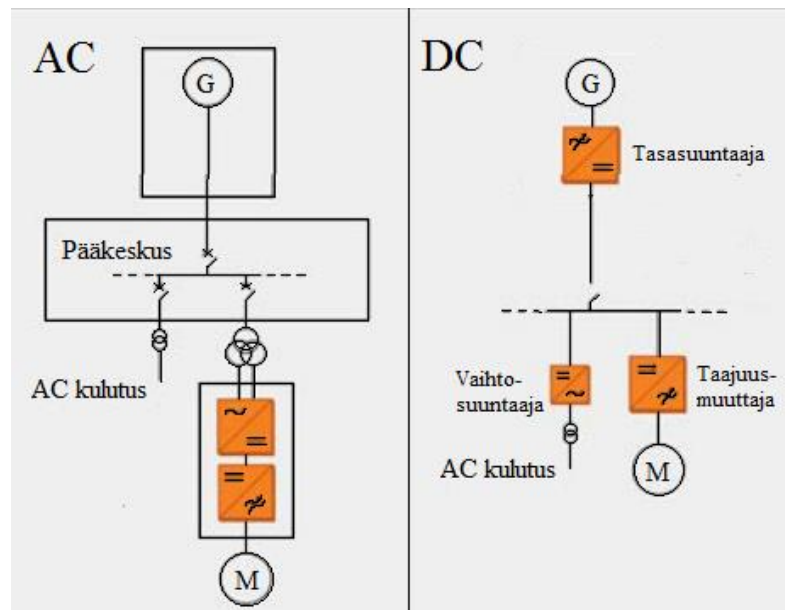 AC
G
Pääkeskus
AC kulutus
M
DC
G
Tasasuuntaaja
Vaihto-
suuntaaja
Taajuus-
muuttaja
AC kulutus
M